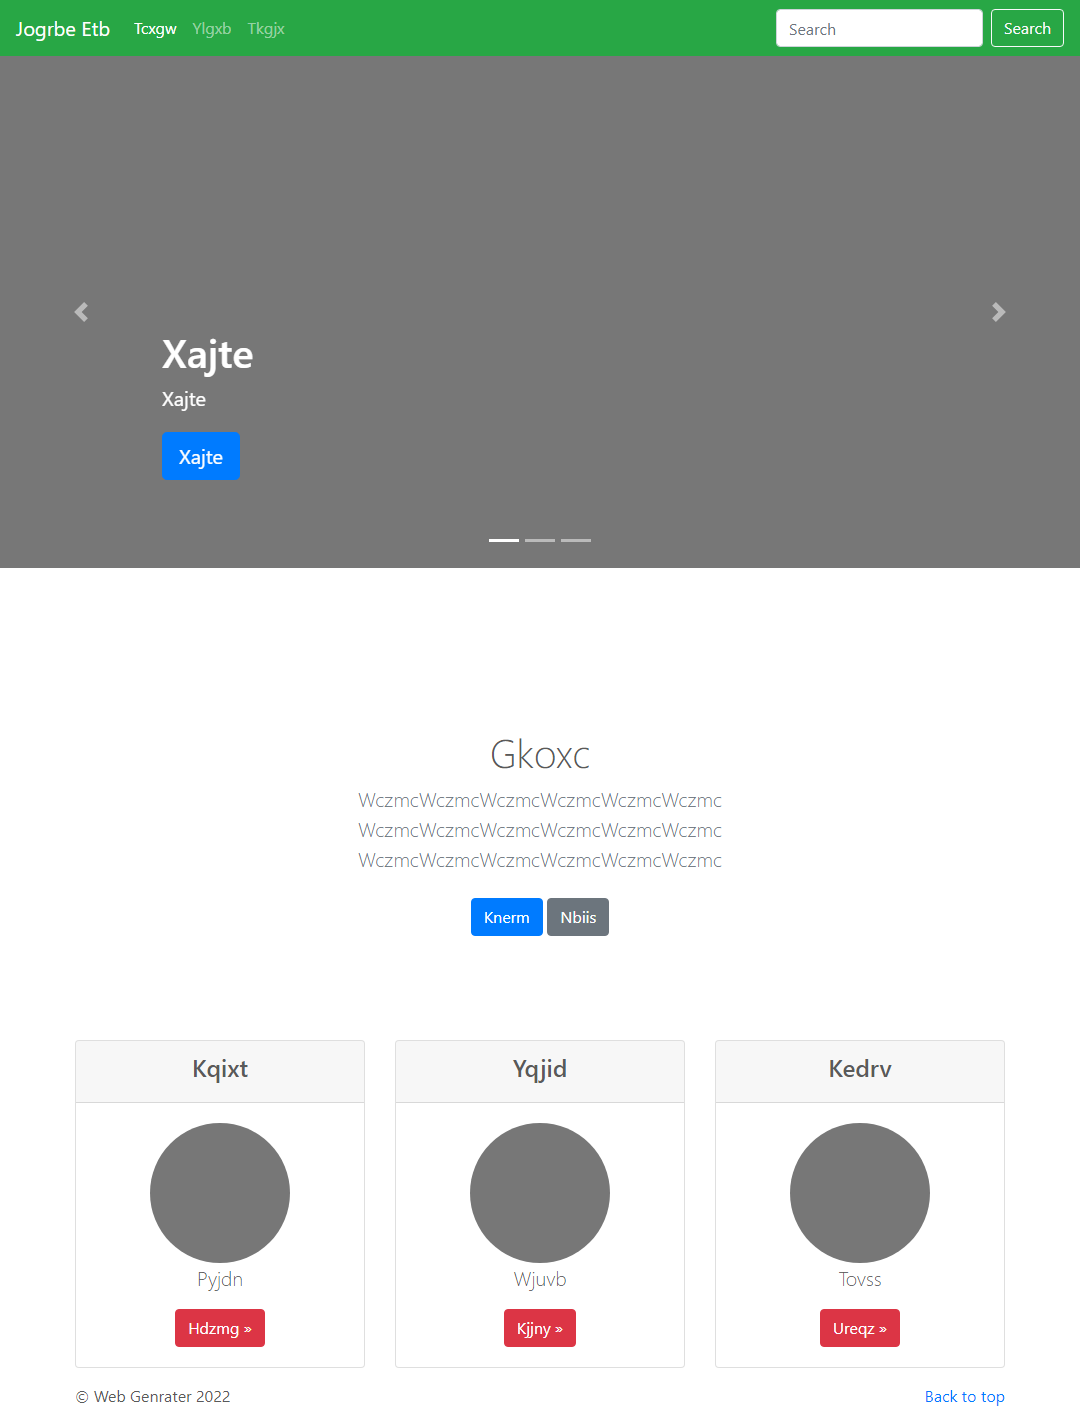 Jogrbe Etb Tcxgw Ylgxb Tkgjx Search Search
Xajte
Xajte
Xajte
Gkoxc
WczmcWczmcWczmcWczmcWczmcWczmc
WczmcWczmcWczmcWczmcWczmcWczmc
WczmcWczmcWczmcWczmcWczmcWczmc
Knerm Nbiis
Kqixt Yqjid Kedrv
Pyjdn Wjuvb Tovss
Hdzmg » Kjjny » Ureqz »
© Web Genrater 2022 Back to top